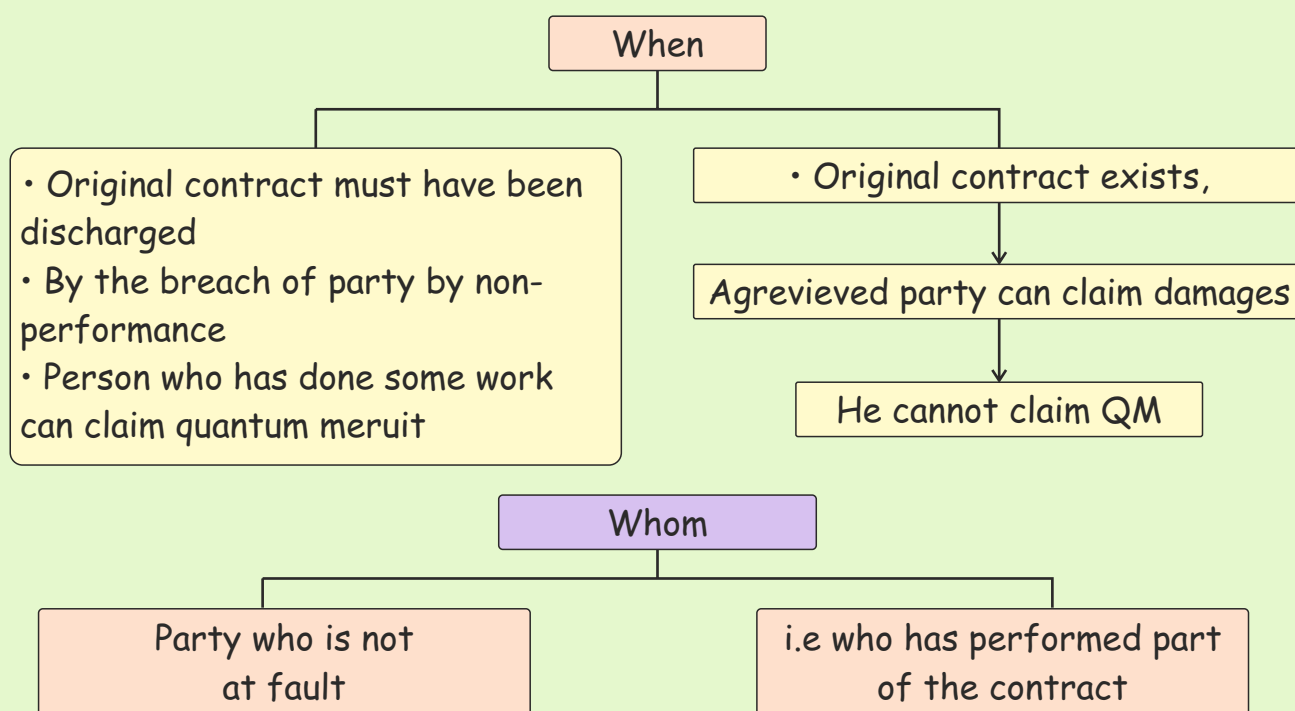 When
• Original contract must have been
discharged
• By the breach of party by non-
performance
• Person who has done some work
can claim quantum meruit
• Original contract exists,
Agrevieved party can claim damages
He cannot claim QM
Whom
Party who is not
at fault
i.e who has performed part
of the contract